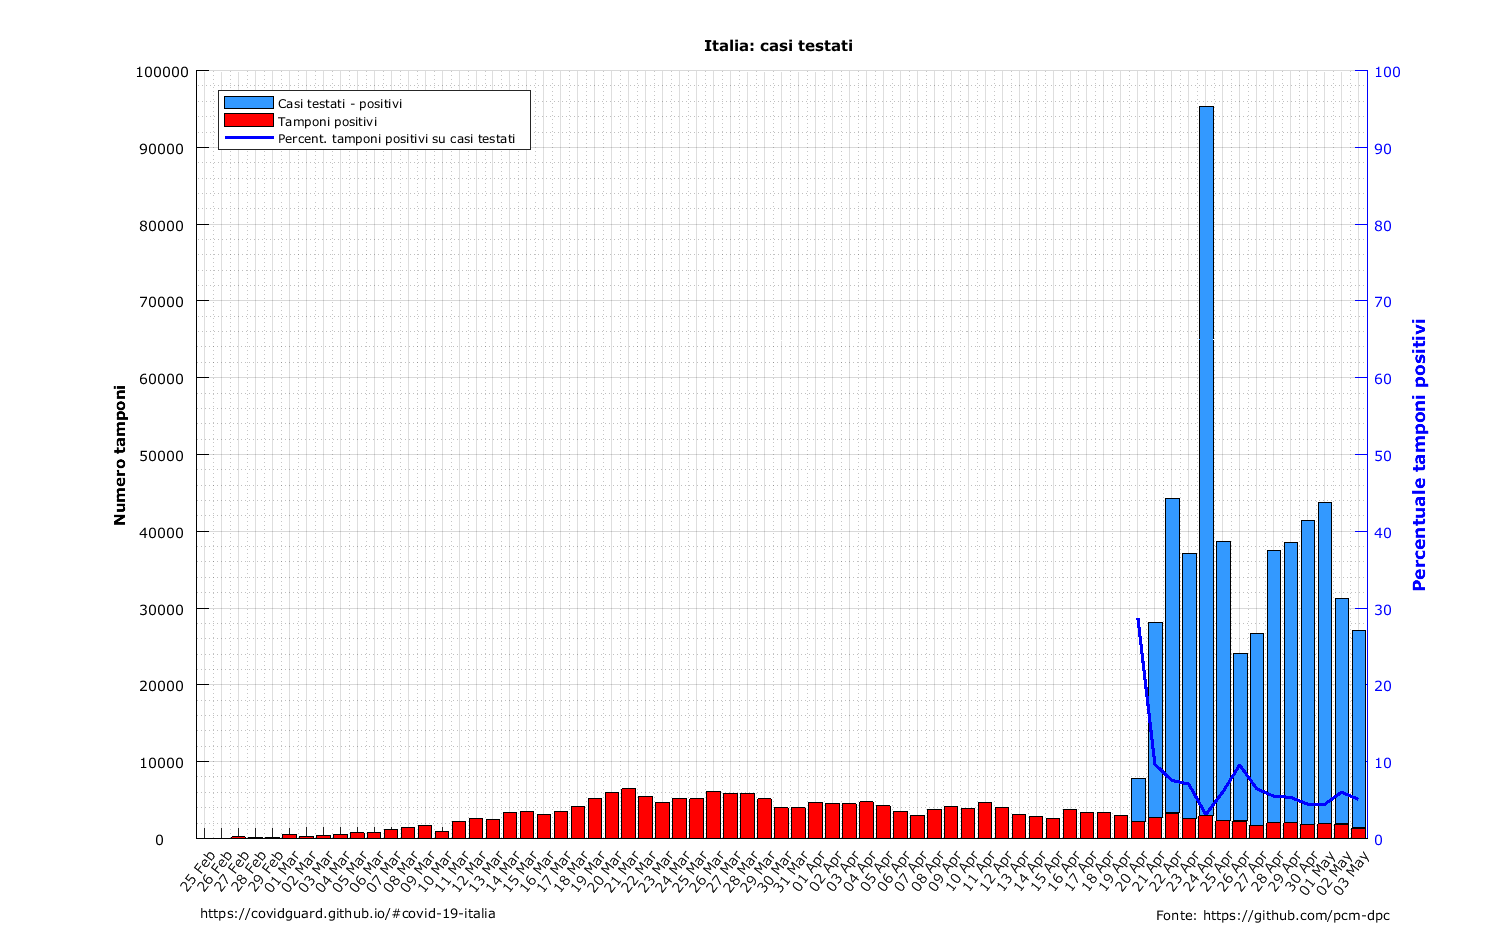 Italia: casi testati
100000
90000
80000
70000
60000
50000
40000
30000
20000
10000
0
Numero tamponi
Casi testati - positivi
Tamponi positivi
Percent. tamponi positivi su casi testati
100
90
80
70
60
50
40
30
20
10
0
Percentuale tamponi positivi
25 Feb
26 Feb
27 Feb
28 Feb
29 Feb
01 Mar
02 Mar
03 Mar
04 Mar
05 Mar
06 Mar
07 Mar
08 Mar
09 Mar
10 Mar
11 Mar
12 Mar
13 Mar
14 Mar
15 Mar
16 Mar
17 Mar
18 Mar
19 Mar
20 Mar
21 Mar
22 Mar
23 Mar
24 Mar
25 Mar
26 Mar
27 Mar
28 Mar
29 Mar
30 Mar
31 Mar
01 Apr
02 Apr
03 Apr
04 Apr
05 Apr
06 Apr
07 Apr
08 Apr
09 Apr
10 Apr
11 Apr
12 Apr
13 Apr
14 Apr
15 Apr
16 Apr
17 Apr
18 Apr
19 Apr
20 Apr
21 Apr
22 Apr
23 Apr
24 Apr
25 Apr
26 Apr
27 Apr
28 Apr
29 Apr
30 Apr
01 May
02 May
03 May
https://covidguard.github.io/#covid-19-italia
Fonte: https://github.com/pcm-dpc